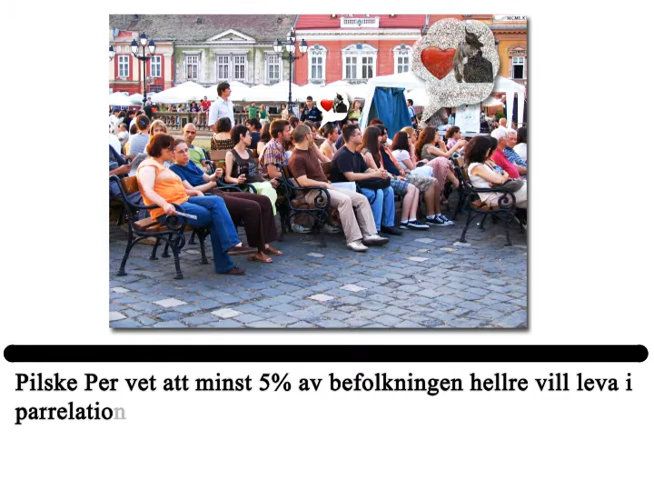 Pilske Per vet att minst 5% av befolkningen hellre vill leva i
parrelation